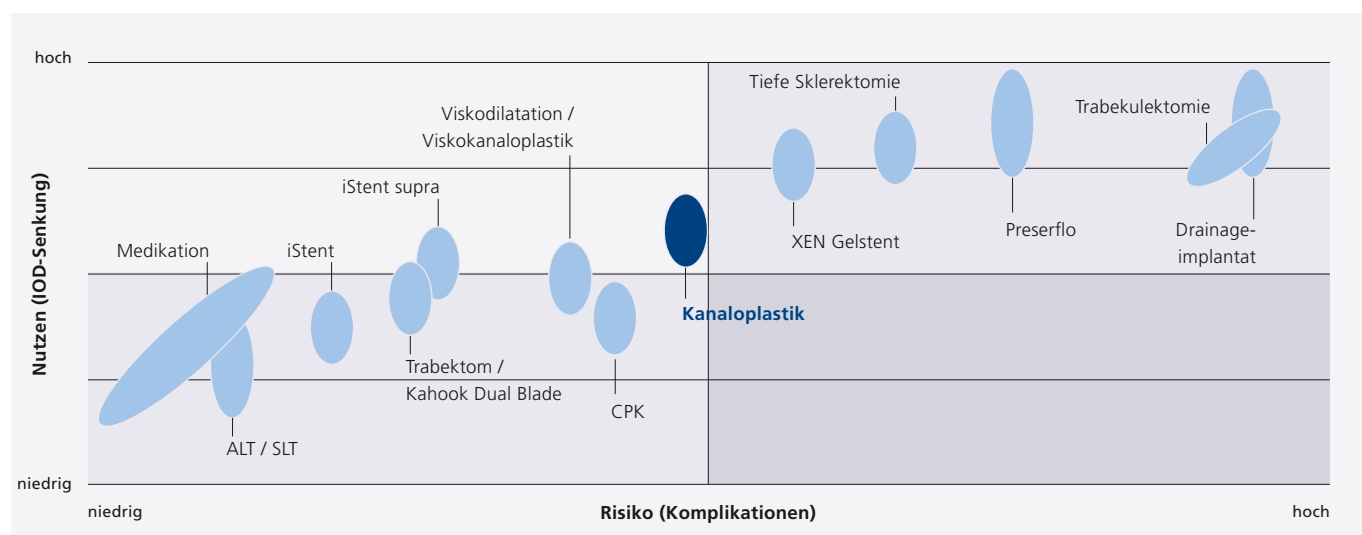 hoch
Tiefe Sklerektomie
Trabekulektomie
Viskodilatation /
Viskokanaloplastik
iStent supra
Medikation
iStent
XEN Gelstent
Preserflo
Drainage-
implantat
Kanaloplastik
Trabektom /
Kahook Dual Blade
CPK
ALT / SLT
Nutzen (IOD-Senkung)
niedrig
niedrig
Risiko (Komplikationen)
hoch